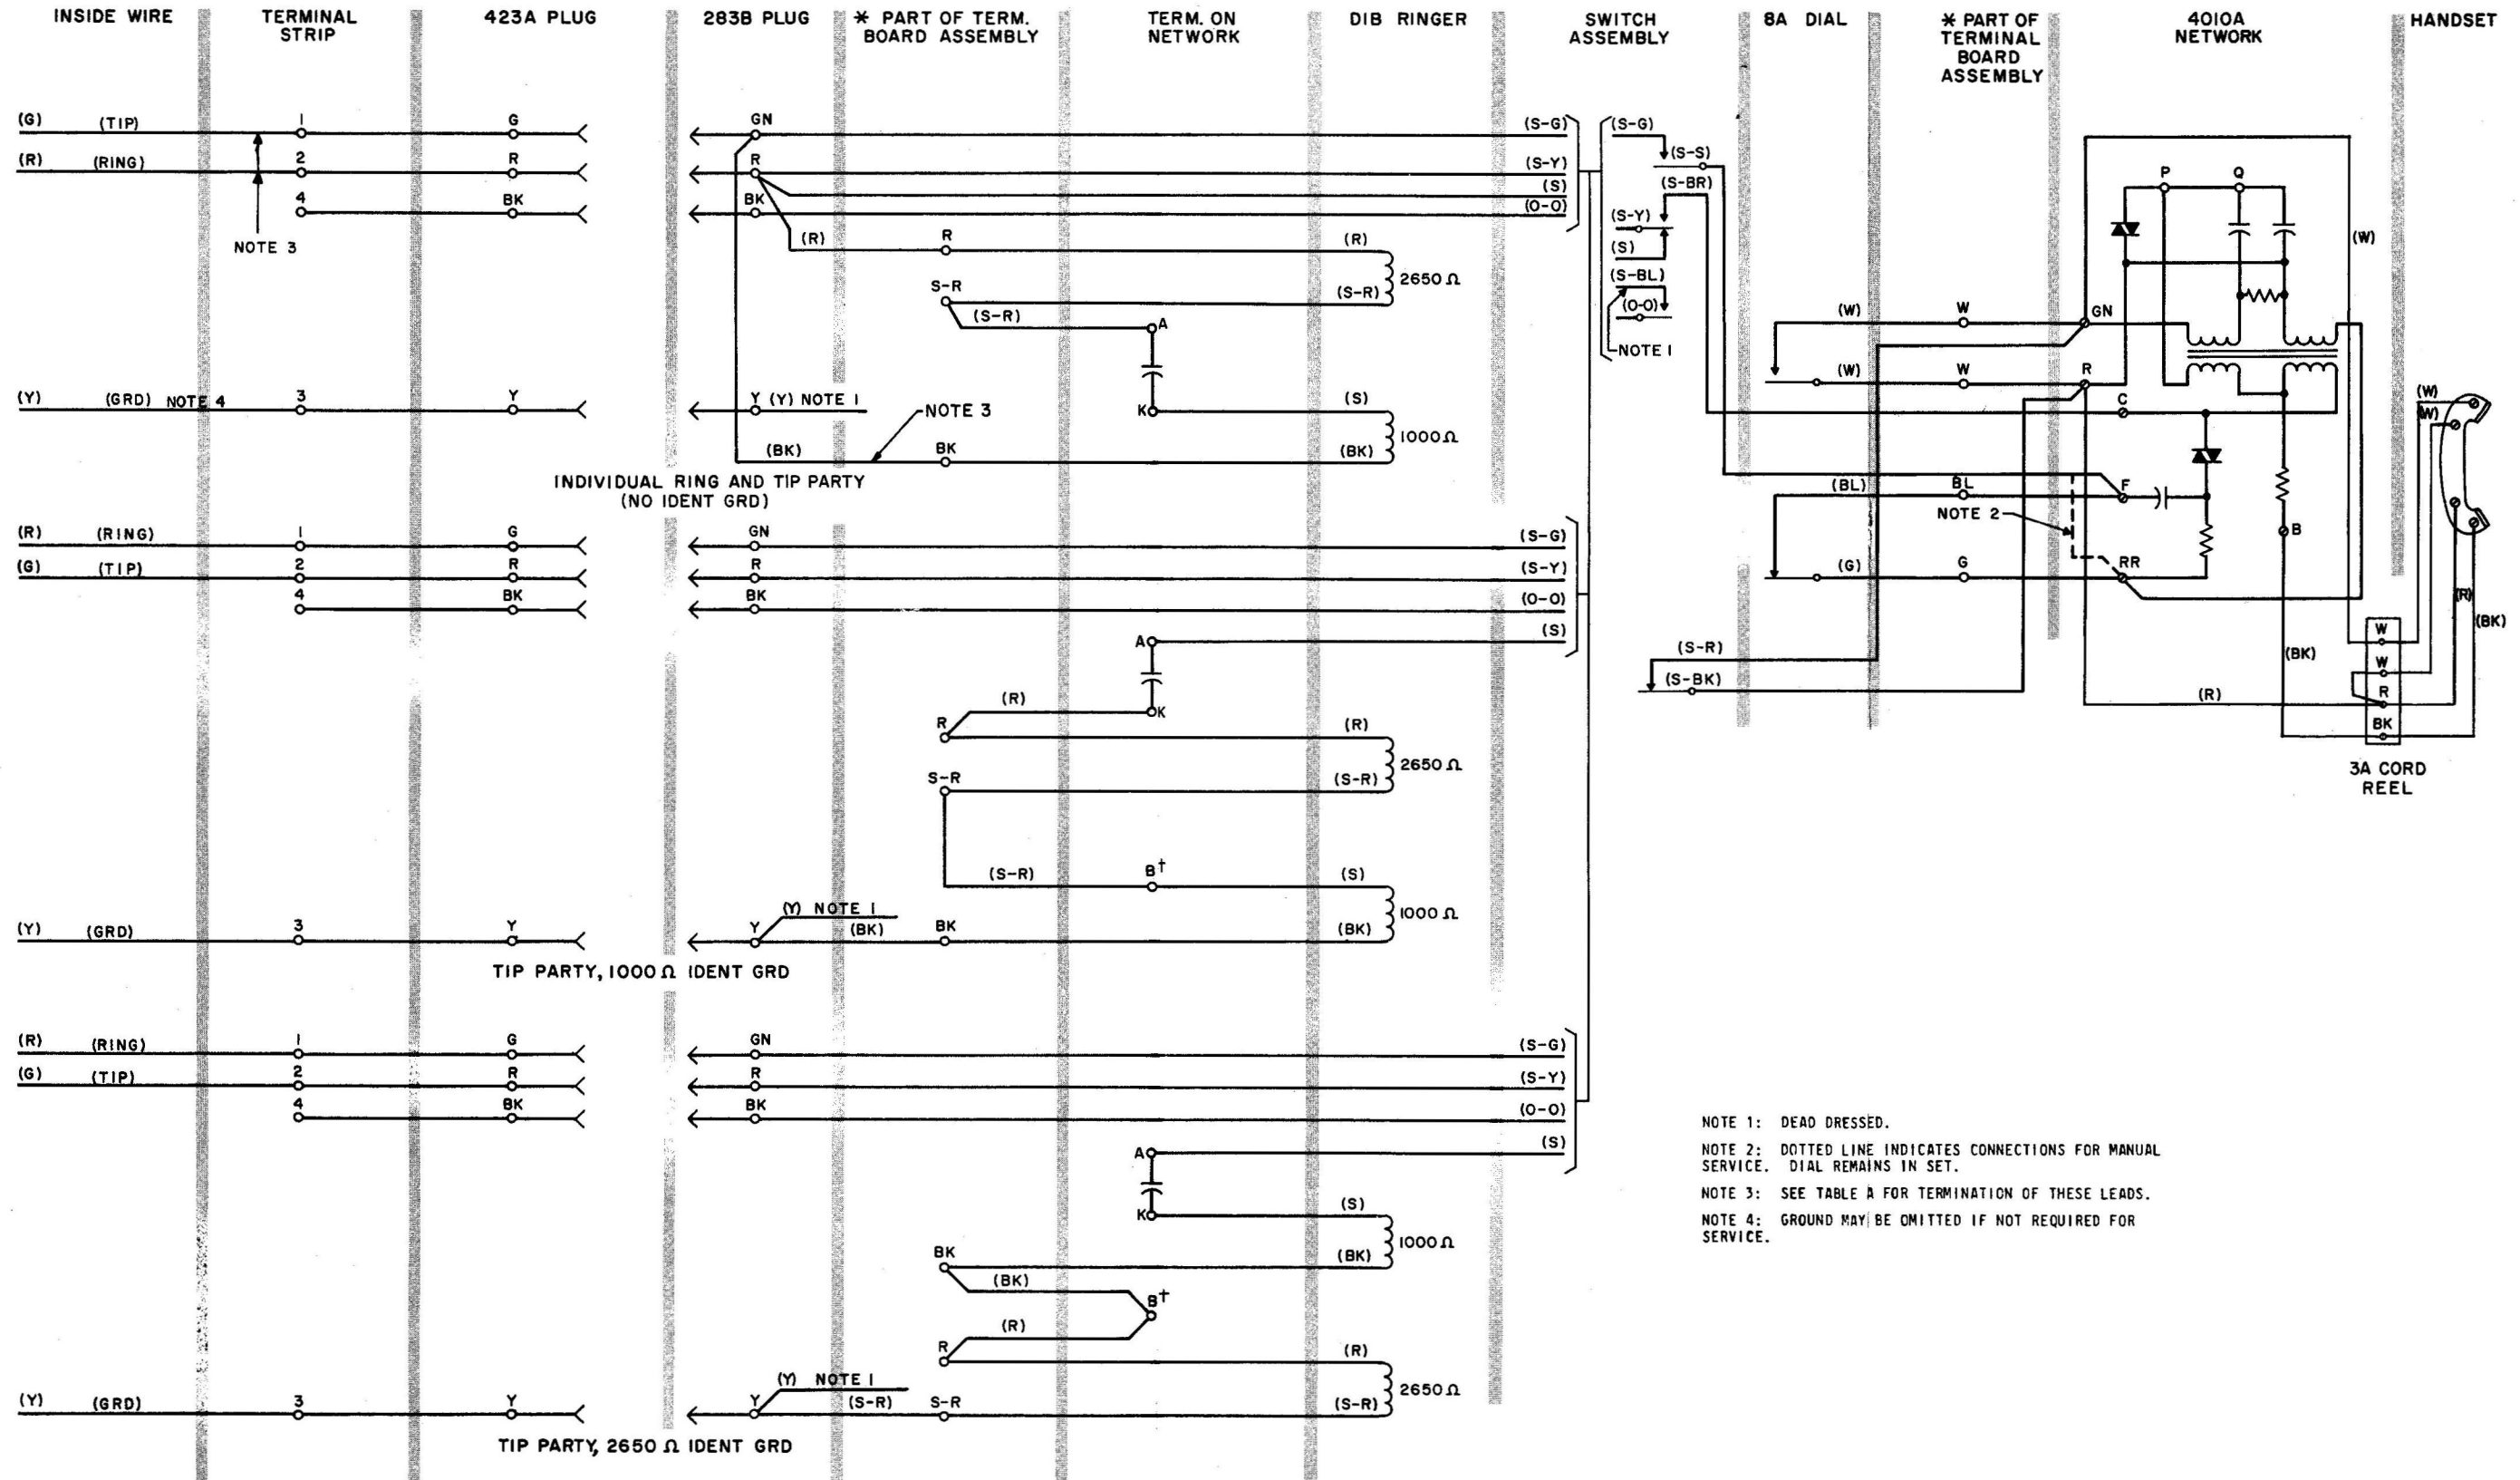 INSIDE WIRE
TERMINAL
STRIP
423A PLUG
283B PLUG
* PART OF TERM.
BOARD ASSEMBLY
TERM. ON
NETWORK
DIB RINGER
SWITCH
ASSEMBLY
8A DIAL
* PART OF
TERMINAL
BOARD
ASSEMBLY
4010A
NETWORK
HANDSET
(G) (TIP) 1 G GN (S-G)
(R) (RING) 2 R R (S-Y)
(S)
4 BK BK (O-O)
NOTE 3
(R) R (R)
2650 Ω
S-R (S-R)
(S-R) A
K (S)
1000 Ω
(Y) (GRD) NOTE 4 3 Y Y (Y) NOTE 1
NOTE 3
(BK) BK (BK)
INDIVIDUAL RING AND TIP PARTY
(NO IDENT GRD)
(R) (RING) 1 G GN (S-G)
(G) (TIP) 2 R R (S-Y)
4 BK BK (O-O)
A (S)
(R) K
R (R)
2650 Ω
S-R (S-R)
(S-R) B† (S)
1000 Ω
(Y) NOTE 1
(Y) (GRD) 3 Y Y (BK) BK (BK)
TIP PARTY, 1000 Ω IDENT GRD
(R) (RING) 1 G GN (S-G)
(G) (TIP) 2 R R (S-Y)
4 BK BK (O-O)
A (S)
K (S)
1000 Ω
BK (BK)
(BK)
B†
(R)
R (R)
2650 Ω
(Y) NOTE 1
(Y) (GRD) 3 Y Y (S-R) S-R (S-R)
TIP PARTY, 2650 Ω IDENT GRD
(S-G)
(S-S)
(S-BR)
(S-Y)
(S)
(S-BL)
(O-O)
NOTE 1
(S-R)
(S-BK)
(W) W GN
(W) W R
C
(BL) BL F
NOTE 2
(G) G RR
P Q
(W)
B
(BK)
(R)
(W)
(W)
(R)
(BK)
W
W
R
BK
3A CORD
REEL
NOTE 1: DEAD DRESSED.
NOTE 2: DOTTED LINE INDICATES CONNECTIONS FOR MANUAL
SERVICE. DIAL REMAINS IN SET.
NOTE 3: SEE TABLE A FOR TERMINATION OF THESE LEADS.
NOTE 4: GROUND MAY BE OMITTED IF NOT REQUIRED FOR
SERVICE.